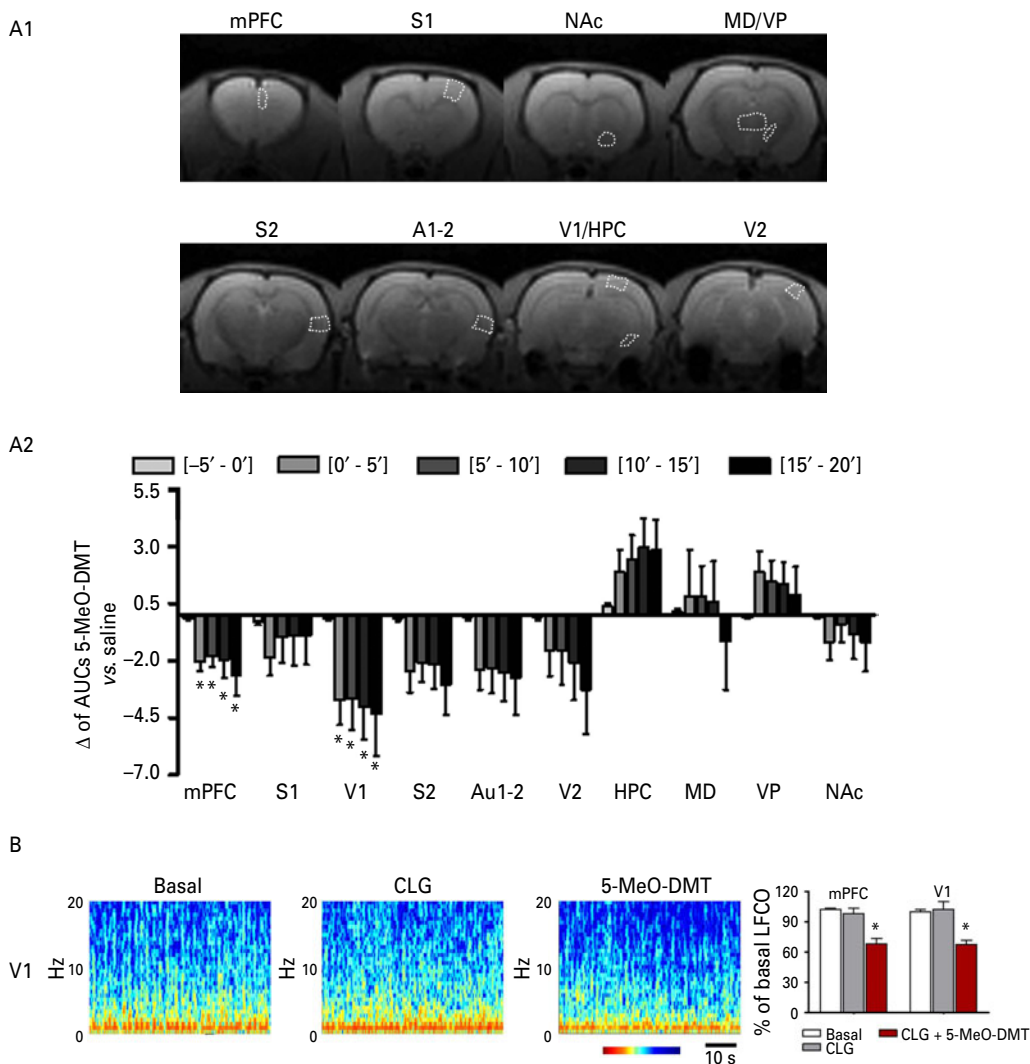 A1
mPFC S1 NAc MD/VP
S2 A1-2 V1/HPC V2
A2
[–5′ - 0′] [0′ - 5′] [5′ - 10′] [10′ - 15′] [15′ - 20′]
Δ of AUCs 5-MeO-DMT
vs. saline
5.5
3.0
0.5
–2.0
–4.5
–7.0
* * * *
* * * *
mPFC S1 V1 S2 Au1-2 V2 HPC MD VP NAc
B
Basal CLG 5-MeO-DMT
V1
Hz
20
10
0
Hz
20
10
0
Hz
20
10
0
10 s
% of basal LFCO
120
90
60
30
0
mPFC V1
* *
Basal CLG + 5-MeO-DMT
CLG